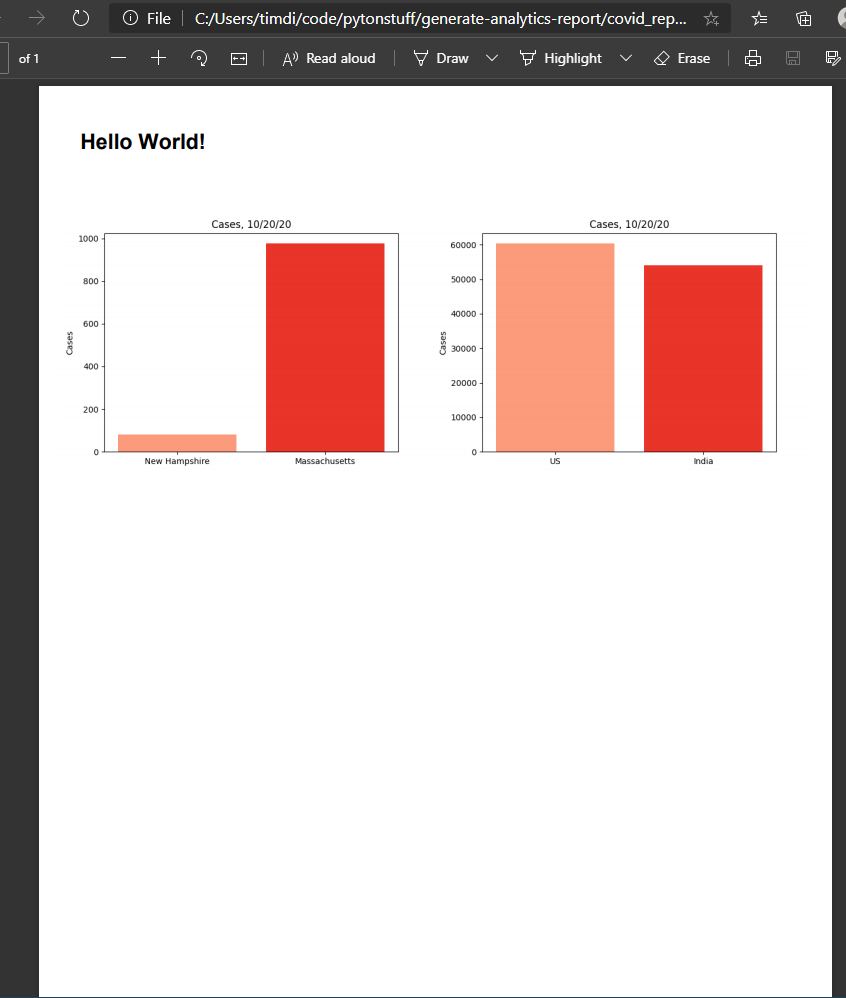 File C:/Users/timdi/code/pytonstuff/generate-analytics-report/covid_rep...
of 1 Read aloud Draw Highlight Erase
Hello World!
Cases, 10/20/20
1000
800
600
400
200
0
Cases
New Hampshire Massachusetts
Cases, 10/20/20
60000
50000
40000
30000
20000
10000
0
Cases
US India